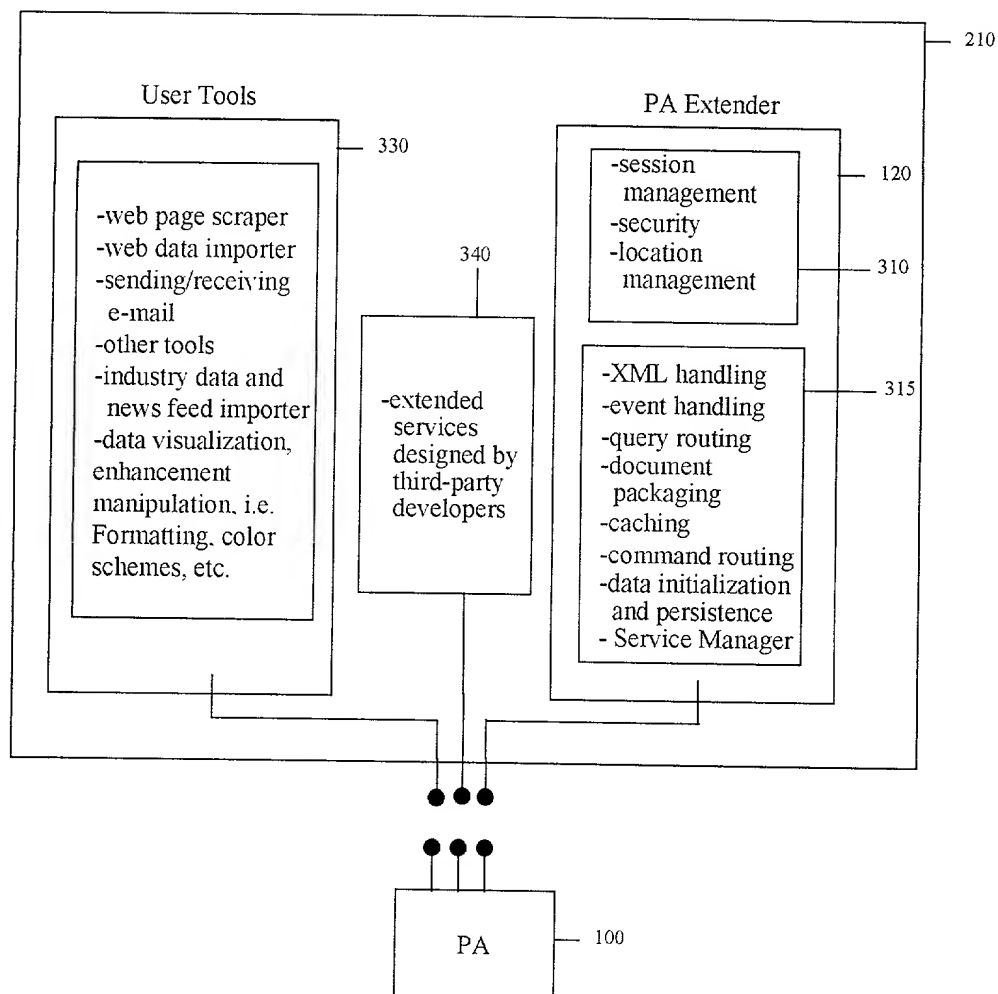 210
User Tools
330
-web page scraper
-web data importer
-sending/receiving
e-mail
-other tools
-industry data and
news feed importer
-data visualization,
enhancement
manipulation, i.e.
Formatting, color
schemes, etc.
340
-extended
services
designed by
third-party
developers
PA Extender
120
-session
management
-security
-location
management
310
315
-XML handling
-event handling
-query routing
-document
packaging
-caching
-command routing
-data initialization
and persistence
- Service Manager
PA
100